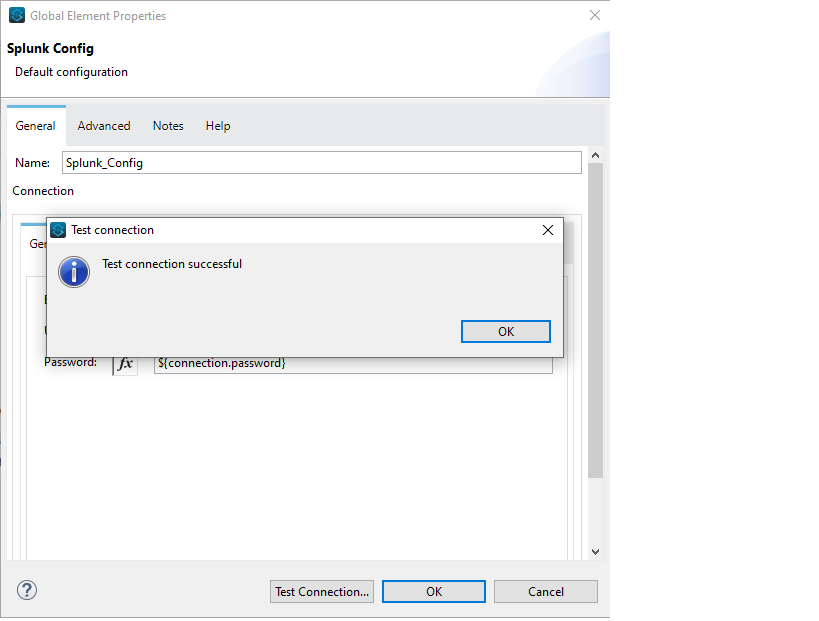 Global Element Properties
Splunk Config
Default configuration
General Advanced Notes Help
Name: Splunk_Config
Connection
Test connection
Test connection successful
OK
Password: fx ${connection.password}
? Test Connection... OK Cancel